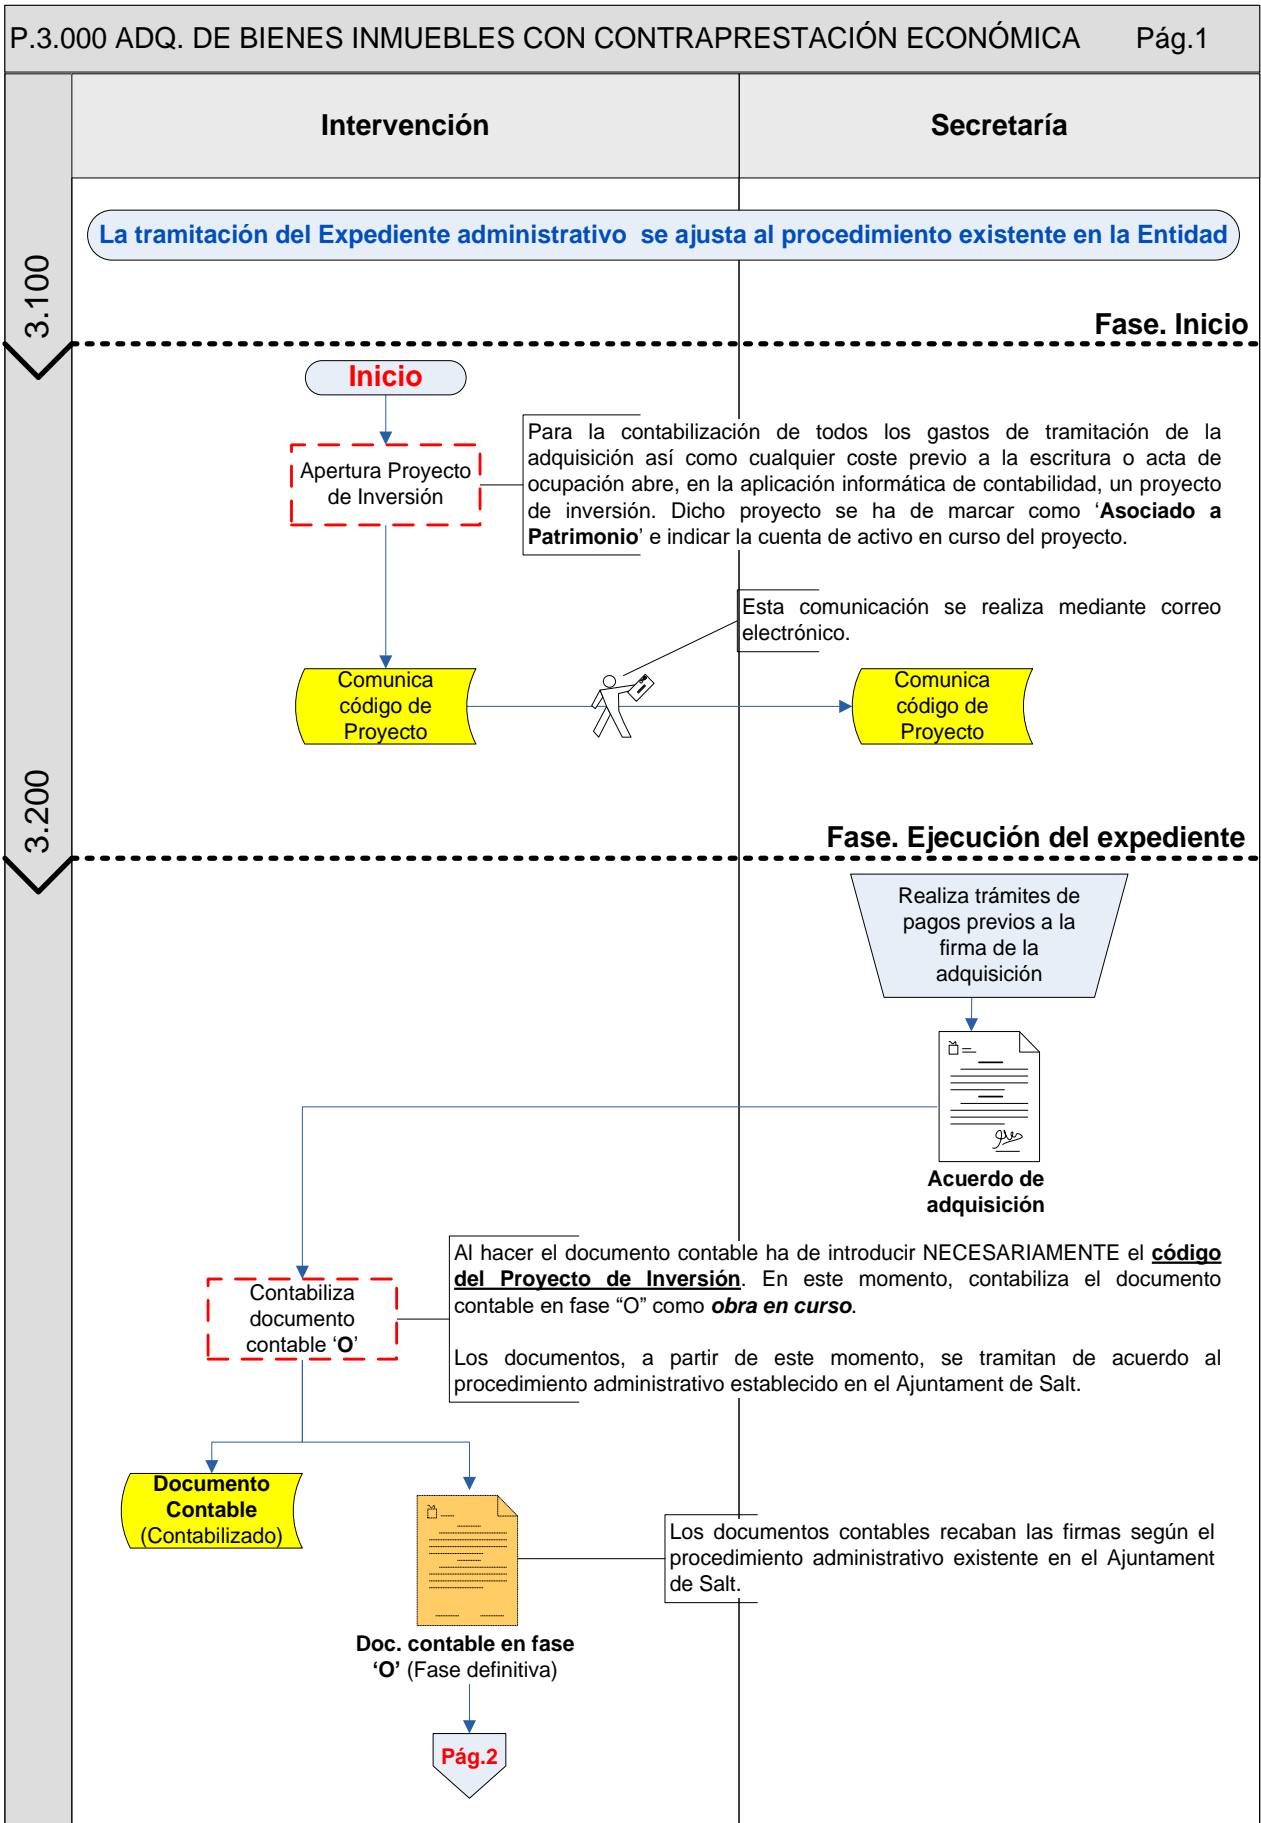 P.3.000 ADQ. DE BIENES INMUEBLES CON CONTRAPRESTACIÓN ECONÓMICA Pág.1
Intervención
Secretaría
La tramitación del Expediente administrativo se ajusta al procedimiento existente en la Entidad
3.100
Fase. Inicio
Inicio
Apertura Proyecto
de Inversión
Para la contabilización de todos los gastos de tramitación de la
adquisición así como cualquier coste previo a la escritura o acta de
ocupación abre, en la aplicación informática de contabilidad, un proyecto
de inversión. Dicho proyecto se ha de marcar como ‘Asociado a
Patrimonio’ e indicar la cuenta de activo en curso del proyecto.
Esta comunicación se realiza mediante correo
electrónico.
Comunica
código de
Proyecto
Comunica
código de
Proyecto
3.200
Fase. Ejecución del expediente
Realiza trámites de
pagos previos a la
firma de la
adquisición
Acuerdo de
adquisición
Contabiliza
documento
contable ‘O’
Al hacer el documento contable ha de introducir NECESARIAMENTE el código
del Proyecto de Inversión. En este momento, contabiliza el documento
contable en fase “O” como obra en curso.
Los documentos, a partir de este momento, se tramitan de acuerdo al
procedimiento administrativo establecido en el Ajuntament de Salt.
Documento
Contable
(Contabilizado)
Los documentos contables recaban las firmas según el
procedimiento administrativo existente en el Ajuntament
de Salt.
Doc. contable en fase
‘O’ (Fase definitiva)
Pág.2